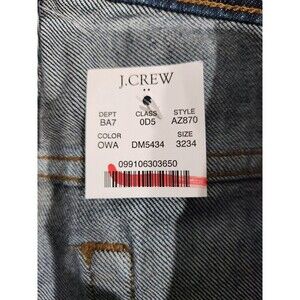 J.CREW
DEPT CLASS STYLE
BA7 0D5 AZ870
COLOR SIZE
OWA DM5434 3234
099106303650